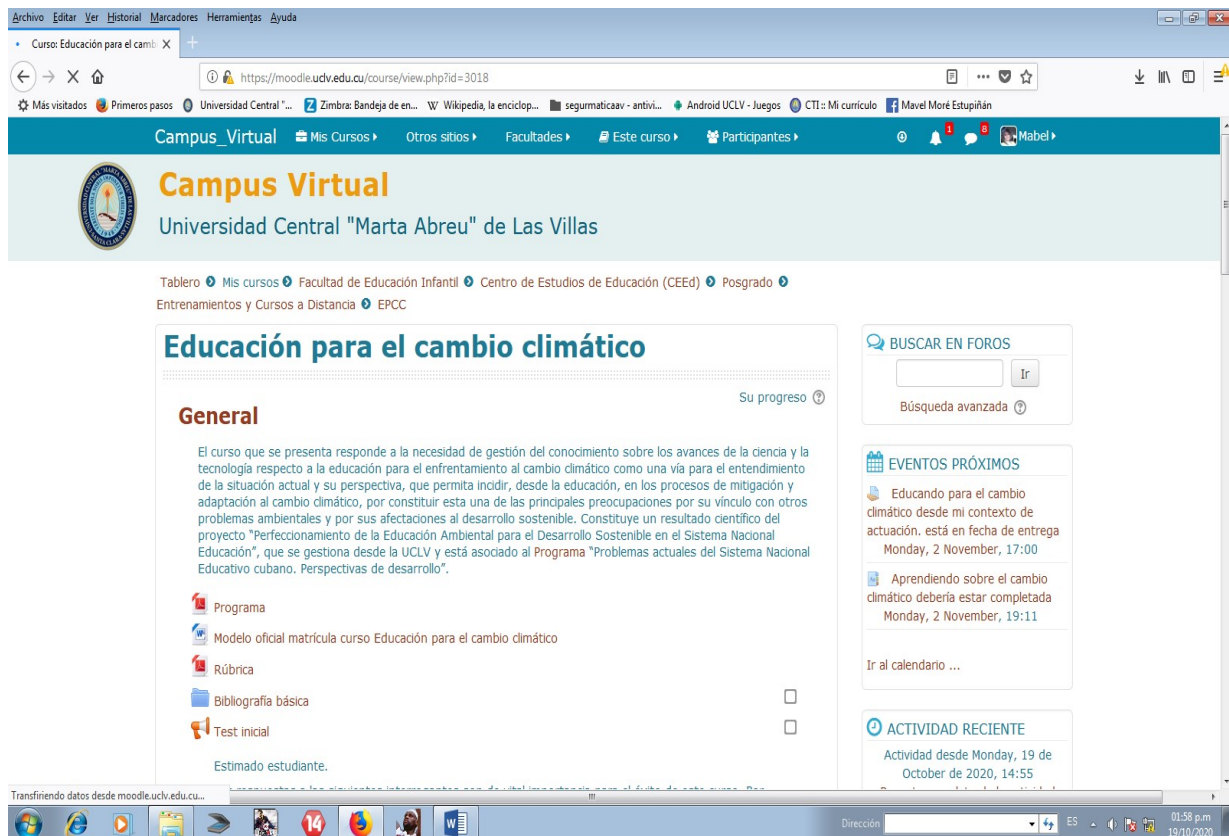 Archivo Editar Ver Historial Marcadores Herramientas Ayuda
Curso: Educación para el camb
https://moodle.uclv.edu.cu/course/view.php?id=3018
Más visitados Primeros pasos Universidad Central "... Zimbra: Bandeja de en... Wikipedia, la enciclop... segurmaticaav - antivi... Android UCLV - Juegos CTI :: Mi currículo Mavel Moré Estupiñán
Campus_Virtual Mis Cursos Otros sitios Facultades Este curso Participantes 1 8 Mabel
Campus Virtual
Universidad Central "Marta Abreu" de Las Villas
Tablero Mis cursos Facultad de Educación Infantil Centro de Estudios de Educación (CEEd) Posgrado
Entrenamientos y Cursos a Distancia EPCC
Educación para el cambio climático
Su progreso
General
El curso que se presenta responde a la necesidad de gestión del conocimiento sobre los avances de la ciencia y la
tecnología respecto a la educación para el enfrentamiento al cambio climático como una vía para el entendimiento
de la situación actual y su perspectiva, que permita incidir, desde la educación, en los procesos de mitigación y
adaptación al cambio climático, por constituir esta una de las principales preocupaciones por su vínculo con otros
problemas ambientales y por sus afectaciones al desarrollo sostenible. Constituye un resultado científico del
proyecto "Perfeccionamiento de la Educación Ambiental para el Desarrollo Sostenible en el Sistema Nacional
Educación", que se gestiona desde la UCLV y está asociado al Programa "Problemas actuales del Sistema Nacional
Educativo cubano. Perspectivas de desarrollo".
Programa
Modelo oficial matrícula curso Educación para el cambio climático
Rúbrica
Bibliografía básica
Test inicial
Estimado estudiante.
BUSCAR EN FOROS
Ir
Búsqueda avanzada
EVENTOS PRÓXIMOS
Educando para el cambio
climático desde mi contexto de
actuación. está en fecha de entrega
Monday, 2 November, 17:00
Aprendiendo sobre el cambio
climático debería estar completada
Monday, 2 November, 19:11
Ir al calendario ...
ACTIVIDAD RECIENTE
Actividad desde Monday, 19 de
October de 2020, 14:55
Transfiriendo datos desde moodle.uclv.edu.cu...
14
Dirección
ES
01:58 p.m.
19/10/2020